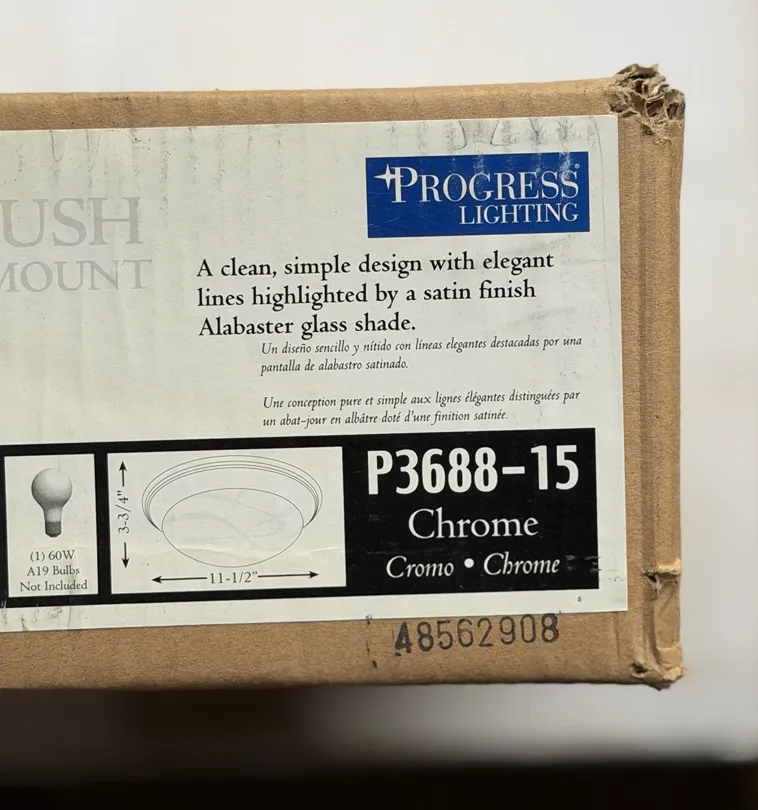 USH
MOUNT
PROGRESS®
LIGHTING
A clean, simple design with elegant
lines highlighted by a satin finish
Alabaster glass shade.
Un diseño sencillo y nítido con líneas elegantes destacadas por una
pantalla de alabastro satinado.
Une conception pure et simple aux lignes élégantes distinguées par
un abat-jour en albâtre doté d'une finition satinée.
(1) 60W
A19 Bulbs
Not Included
3-3/4"
11-1/2"
P3688-15
Chrome
Cromo • Chrome
48562908